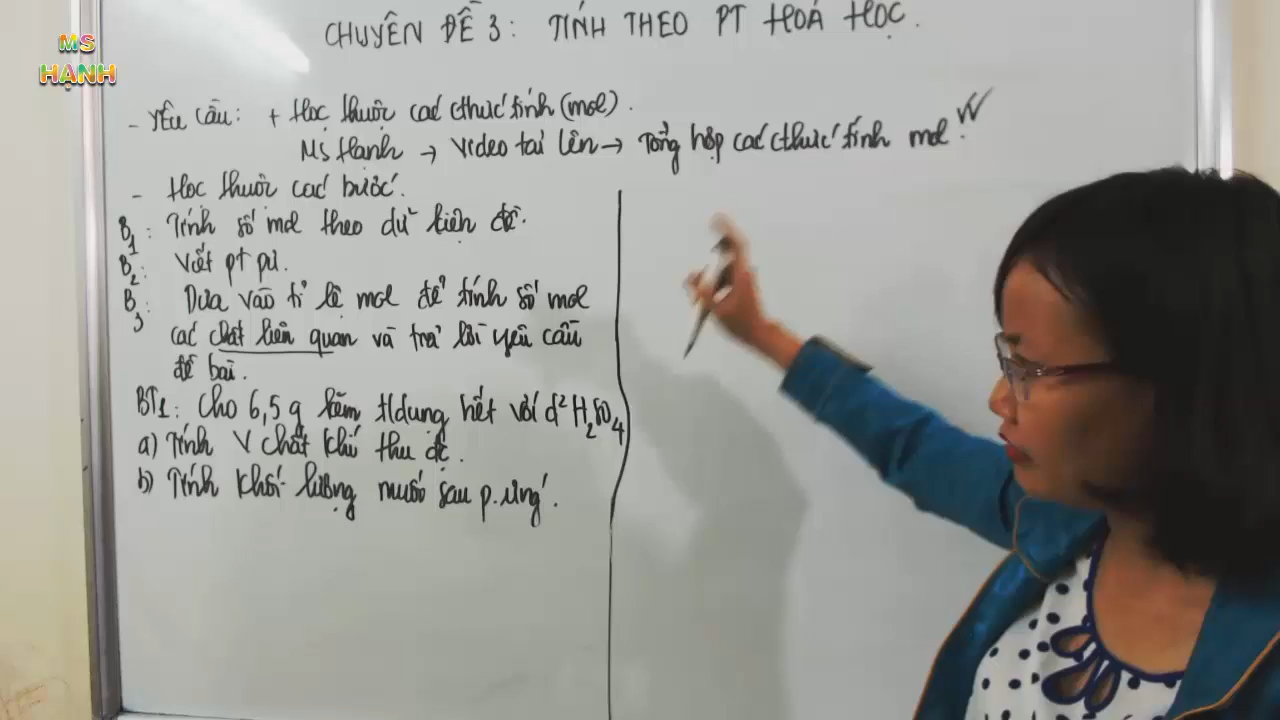 MS
HẠNH
CHUYÊN ĐỀ 3: TÍNH THEO PT HOÁ HỌC.
- Yêu cầu: + Học thuộc các cthức tính (mol).
Ms Hạnh → Video tải lên → Tổng hợp các cthức tính mol.
- Học thuộc các bước.
B1: Tính số mol theo dữ kiện đề.
B2: Viết pt pư.
B3: Dựa vào tỉ lệ mol để tính số mol
các chất liên quan và trả lời yêu cầu
đề bài.
BT1: Cho 6,5 g kẽm t/dụng hết với d² H2SO4
a) Tính V chất khí thu đc.
b) Tính khối lượng muối sau p.ứng.